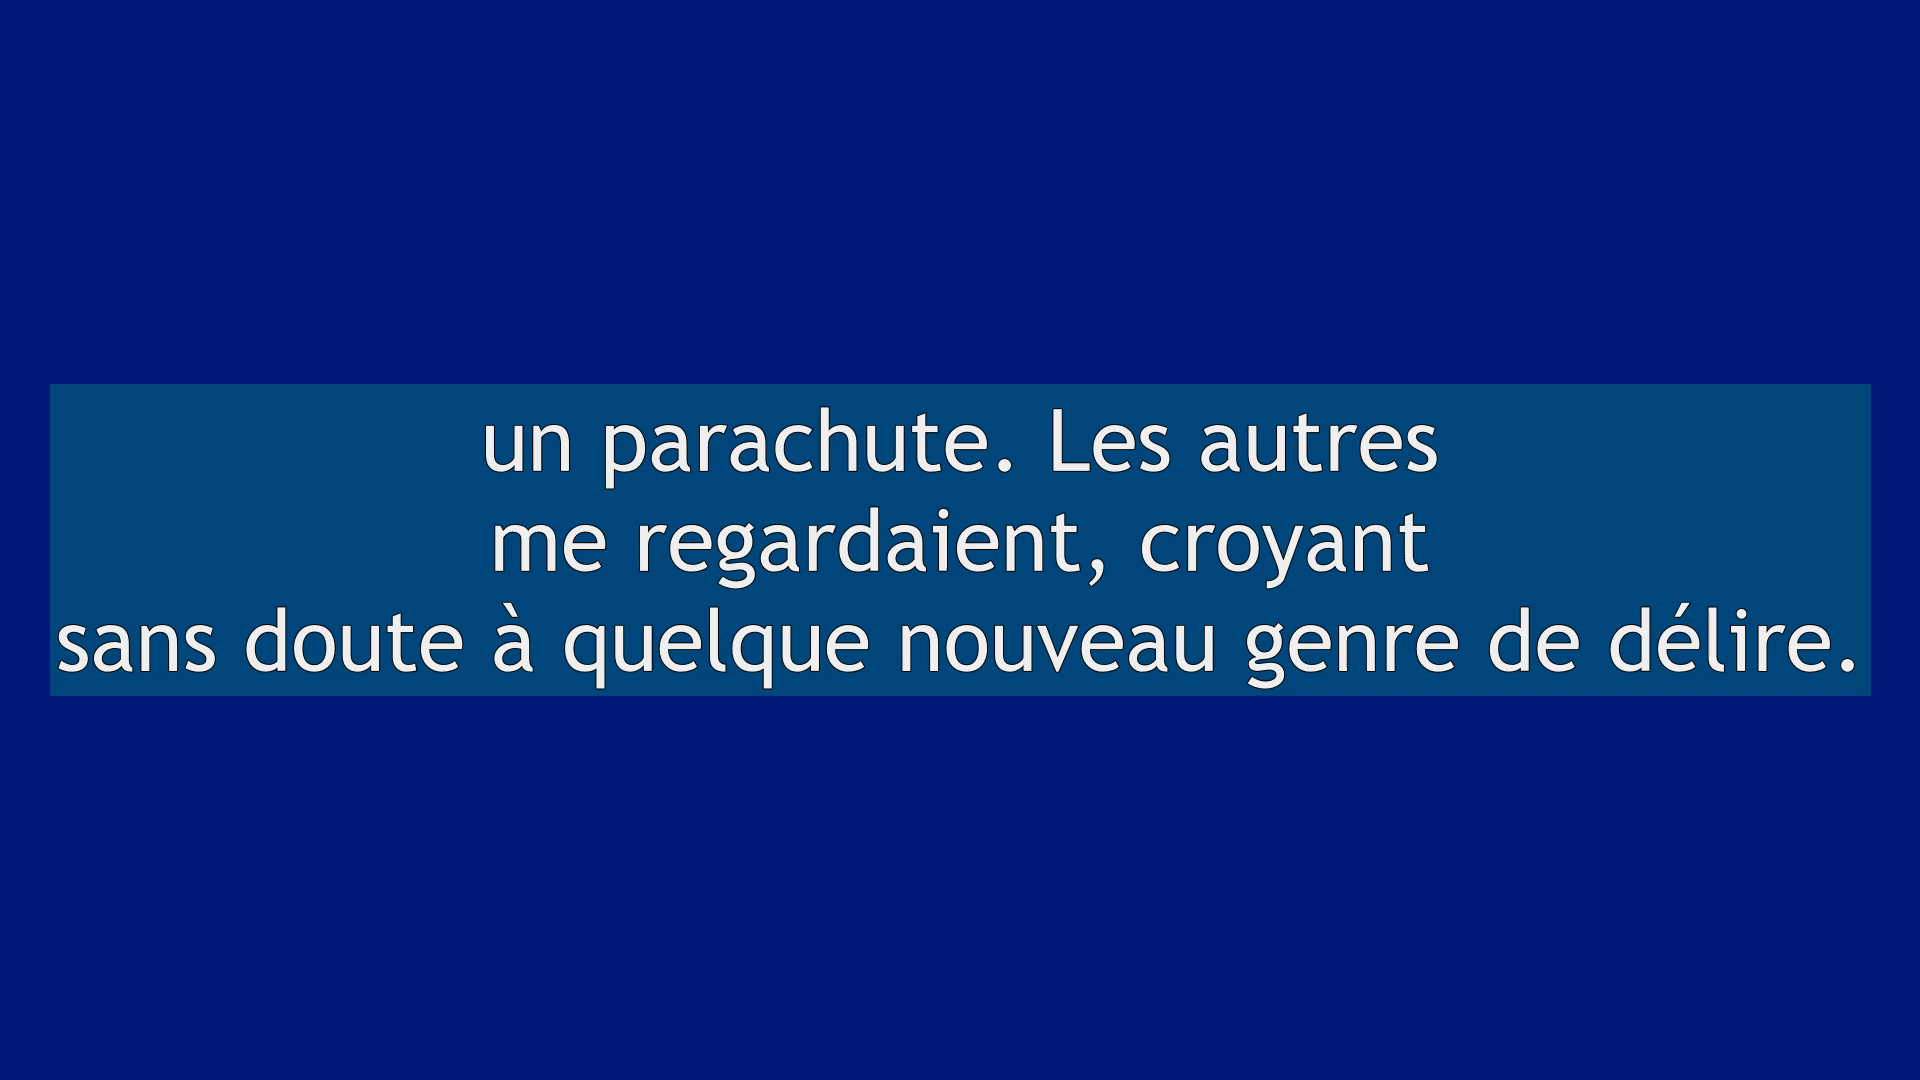 un parachute. Les autres
me regardaient, croyant
sans doute à quelque nouveau genre de délire.